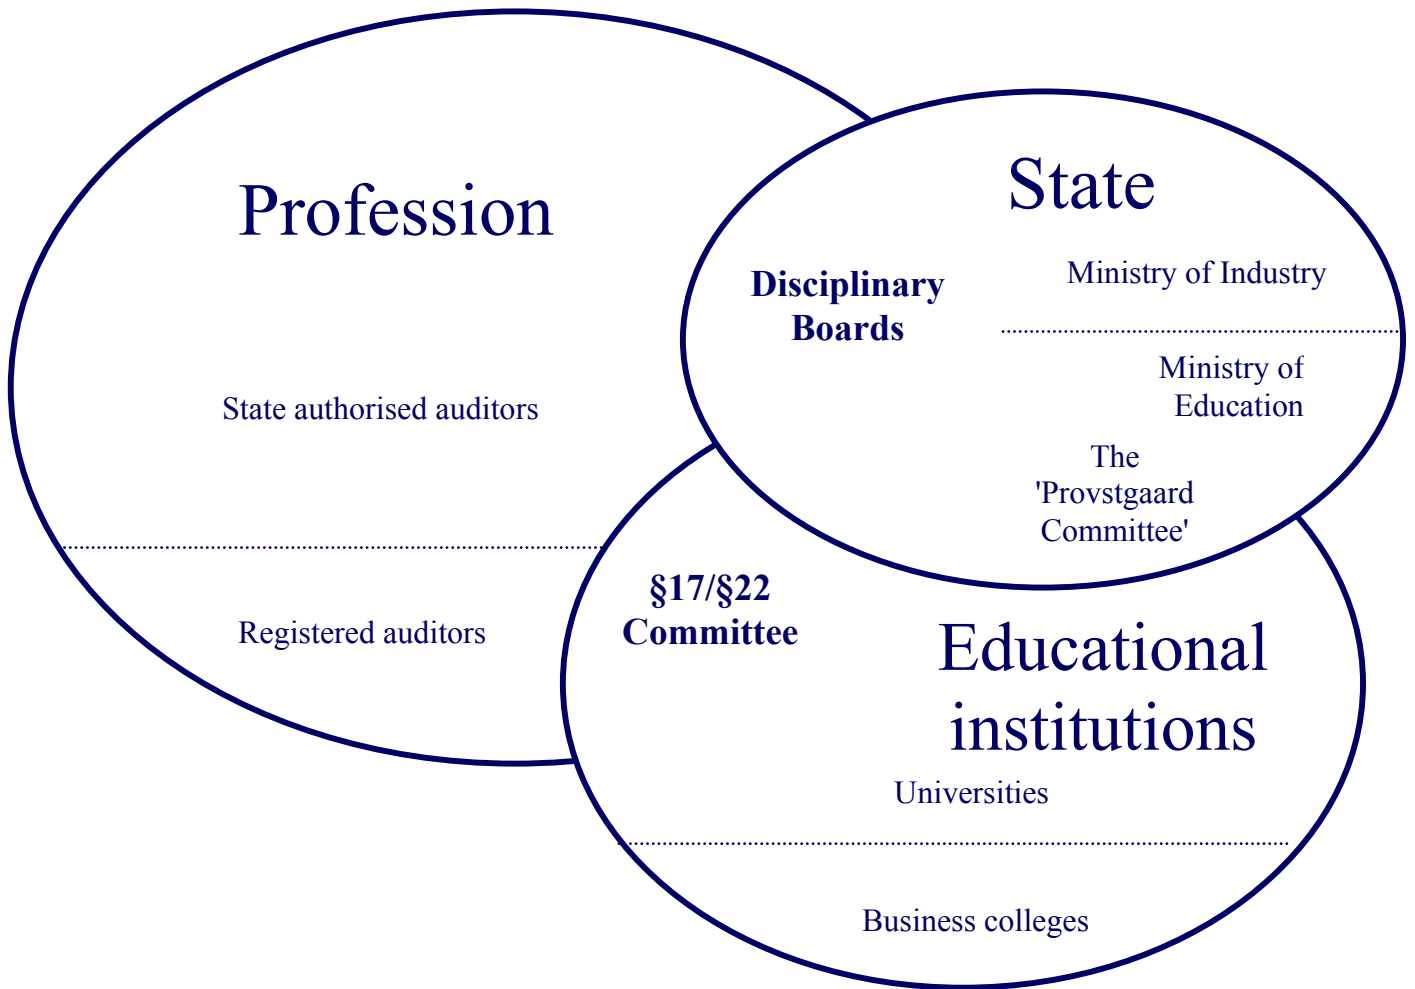 Profession
State authorised auditors
Registered auditors
State
Disciplinary
Boards
Ministry of Industry
Ministry of
Education
The
'Provstgaard
Committee'
§17/§22
Committee
Educational
institutions
Universities
Business colleges